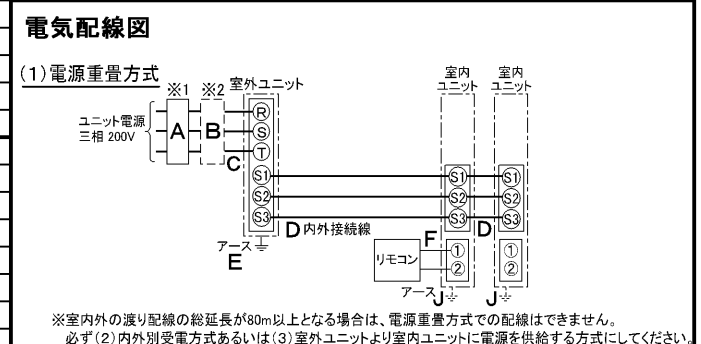 電気配線図
(1)電源重畳方式
※1 ※2 室外ユニット
室内ユニット
室内ユニット
ユニット電源
三相 200V
A
B
C
R
S
T
S1
S2
S3
S1
S2
S3
S1
S2
S3
D 内外接続線
D
アース
E
リモコン
F
①
②
①
②
アース J
J
※室内外の渡り配線の総延長が80m以上となる場合は、電源重畳方式での配線はできません。
必ず(2)内外別受電方式あるいは(3)室外ユニットより室内ユニットに電源を供給する方式にしてください。